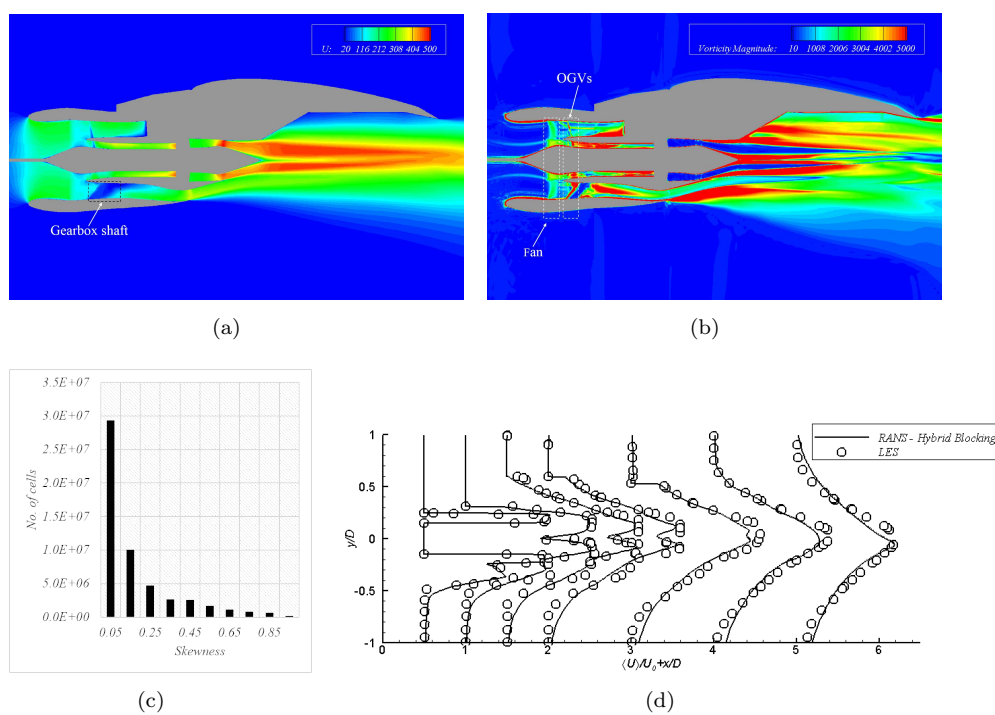 U: 20 116 212 308 404 500
Gearbox shaft
(a)
Vorticity Magnitude: 10 1008 2006 3004 4002 5000
OGVs
Fan
(b)
3.5E+07
3.0E+07
2.5E+07
2.0E+07
1.5E+07
1.0E+07
5.0E+06
0.0E+00
No. of cells
0.05 0.25 0.45 0.65 0.85
Skewness
(c)
RANS - Hybrid Blocking
LES
1
0.5
0
-0.5
-1
y/D
0 1 2 3 4 5 6
⟨U⟩/U₀+x/D
(d)